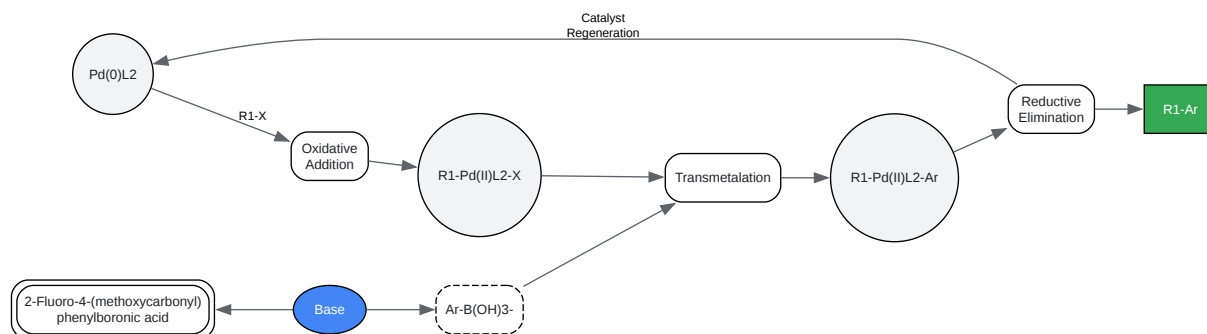 Catalyst
Regeneration
Pd(0)L2
R1-X
Oxidative
Addition
R1-Pd(II)L2-X
Transmetalation
R1-Pd(II)L2-Ar
Reductive
Elimination
R1-Ar
2-Fluoro-4-(methoxycarbonyl)
phenylboronic acid
Base
Ar-B(OH)3-